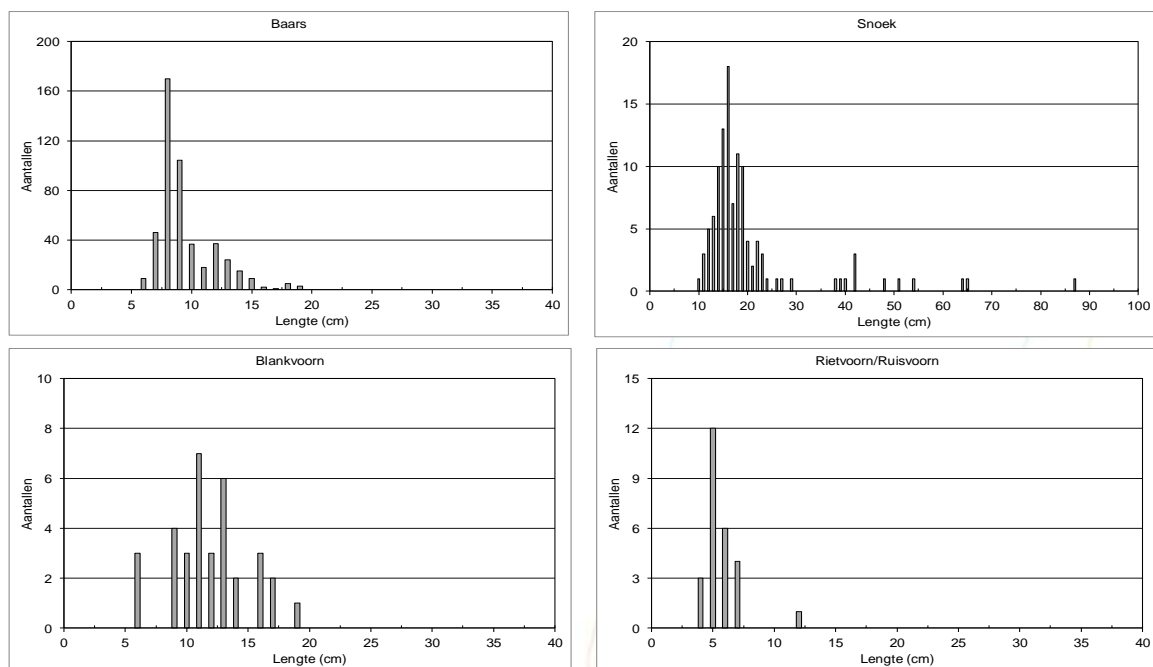 Baars
200
160
120
80
40
0
Aantallen
0 5 10 15 20 25 30 35 40
Lengte (cm)
Snoek
20
15
10
5
0
Aantallen
0 10 20 30 40 50 60 70 80 90 100
Lengte (cm)
Blankvoorn
10
8
6
4
2
0
Aantallen
0 5 10 15 20 25 30 35 40
Lengte (cm)
Rietvoorn/Ruisvoorn
15
12
9
6
3
0
Aantallen
0 5 10 15 20 25 30 35 40
Lengte (cm)